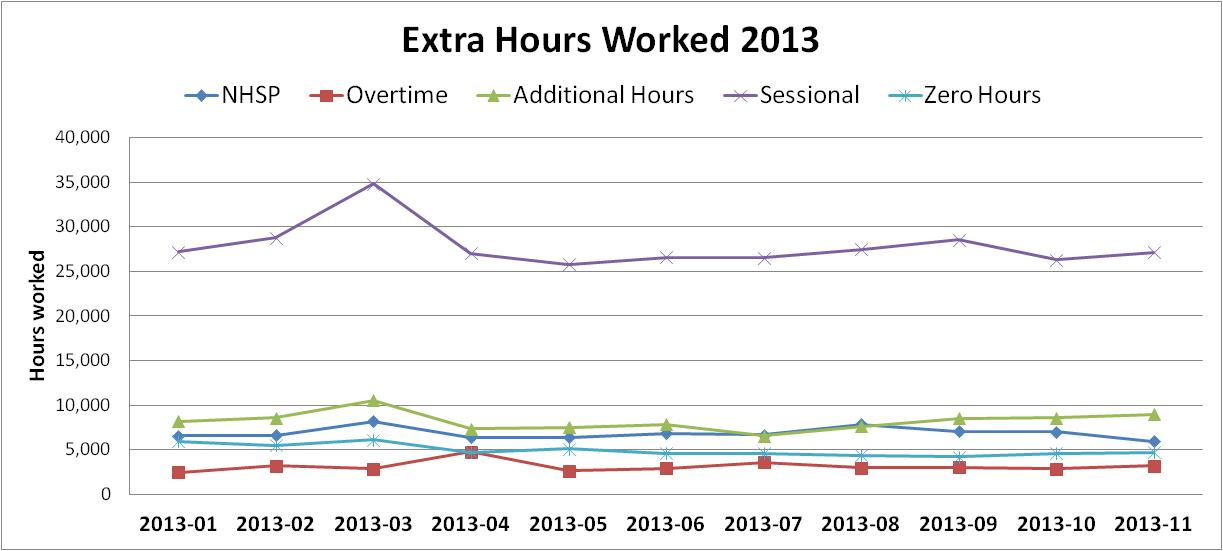 Extra Hours Worked 2013
NHSP Overtime Additional Hours Sessional Zero Hours
Hours worked
40,000
35,000
30,000
25,000
20,000
15,000
10,000
5,000
0
2013-01 2013-02 2013-03 2013-04 2013-05 2013-06 2013-07 2013-08 2013-09 2013-10 2013-11